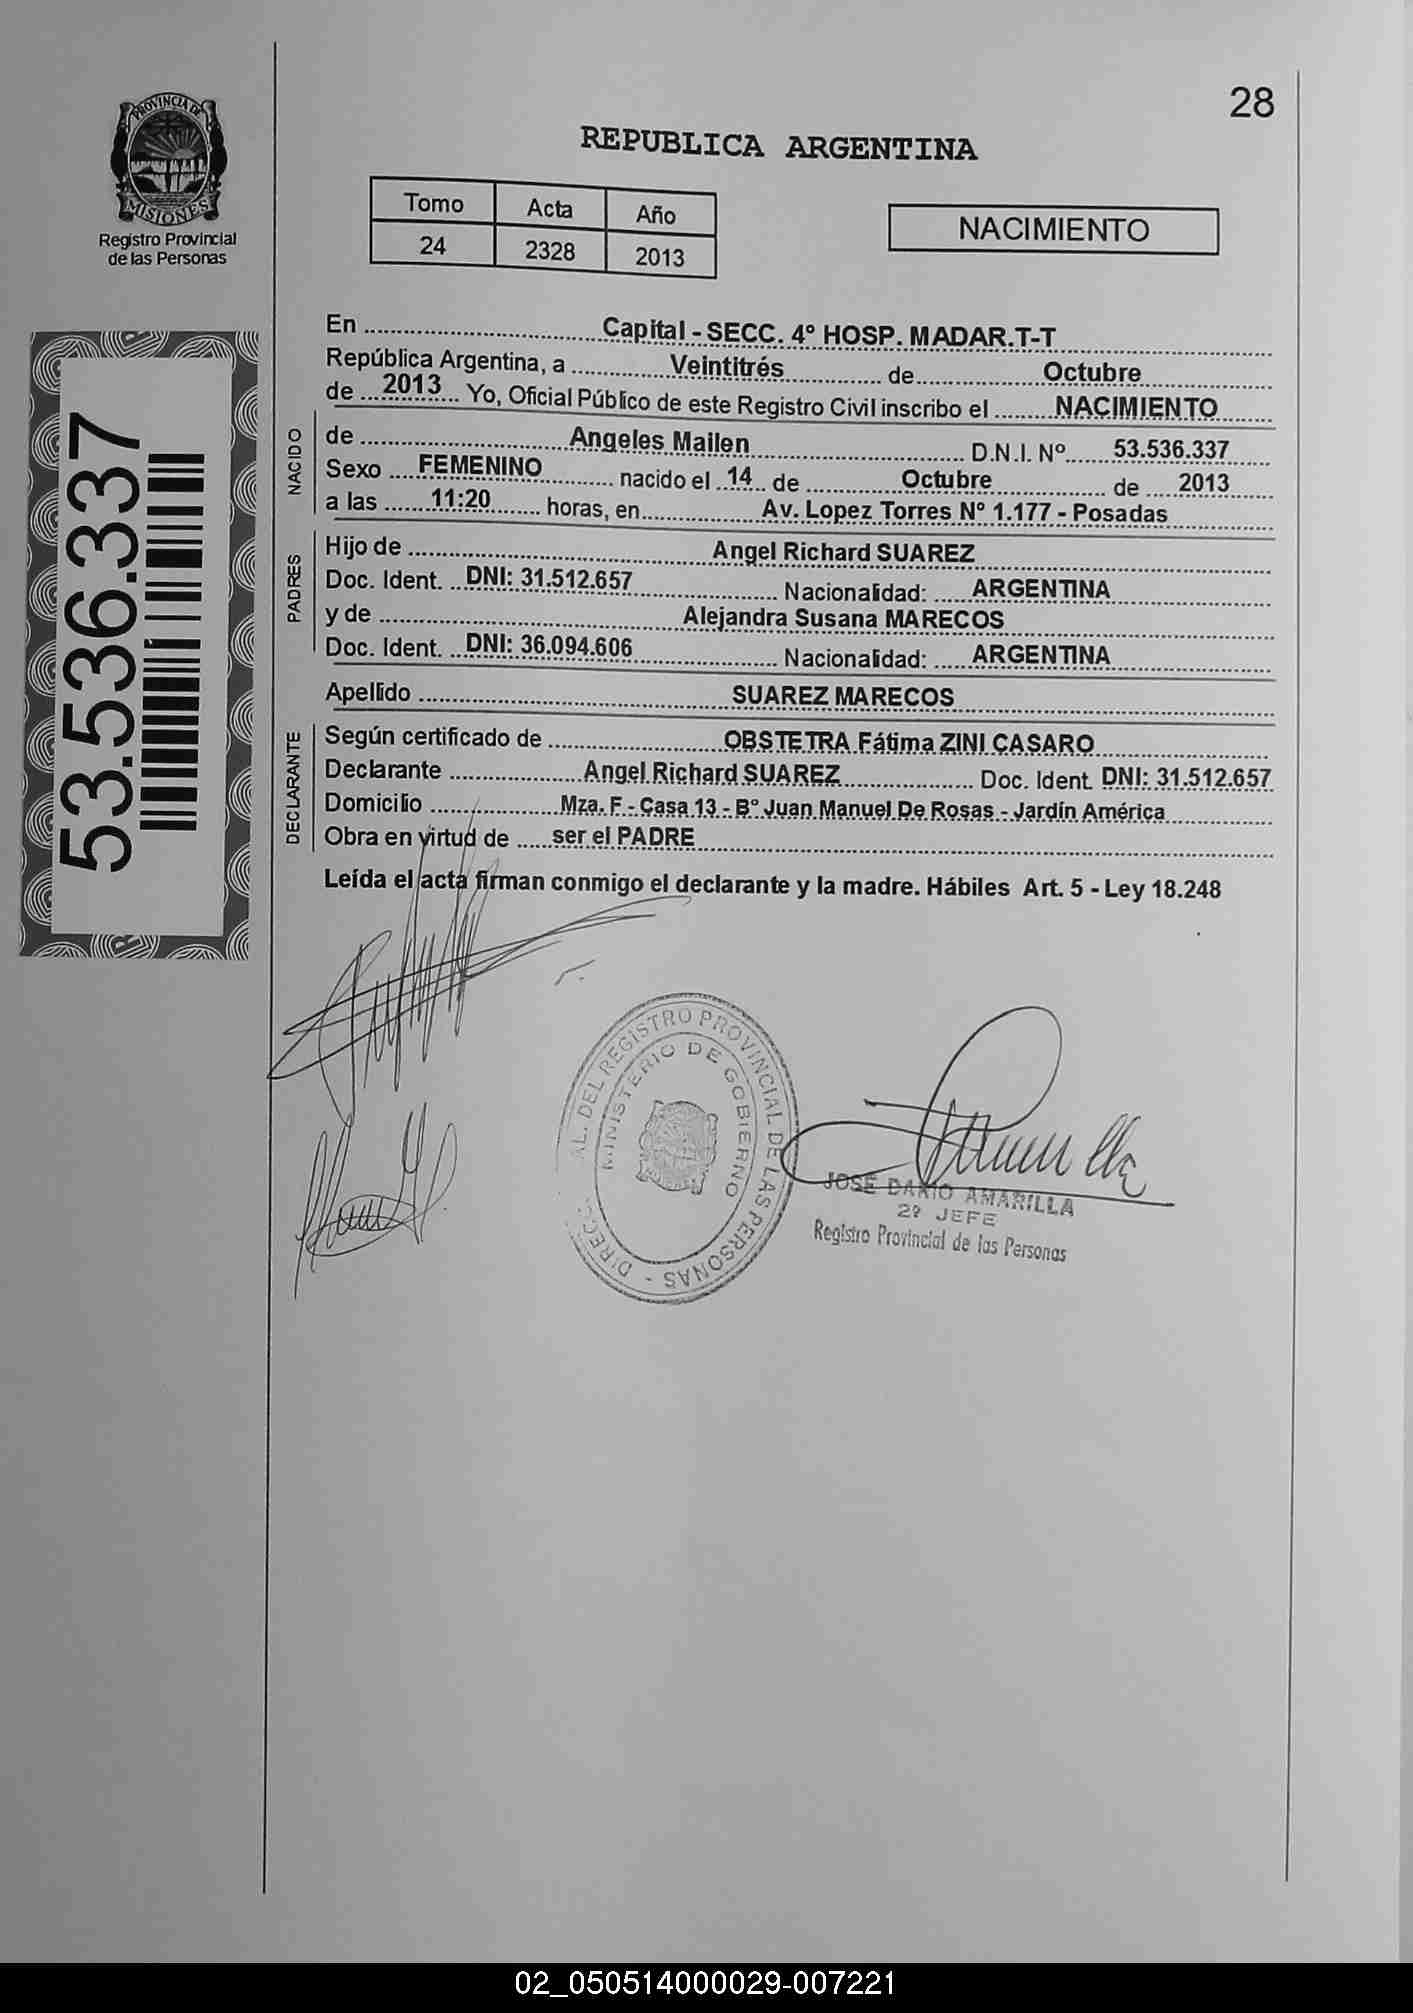 28
PROVINCIA DE
MISIONES
Registro Provincial
de las Personas
REPUBLICA ARGENTINA
Tomo Acta Año
24 2328 2013
NACIMIENTO
53.536.337
En Capital - SECC. 4º HOSP. MADAR.T-T
República Argentina, a Veintitrés de Octubre
de 2013 Yo, Oficial Público de este Registro Civil inscribo el NACIMIENTO
NACIDO
de Angeles Mailen D.N.I. Nº 53.536.337
Sexo FEMENINO nacido el 14 de Octubre de 2013
a las 11:20 horas, en Av. Lopez Torres Nº 1.177 - Posadas
PADRES
Hijo de Angel Richard SUAREZ
Doc. Ident. DNI: 31.512.657 Nacionalidad: ARGENTINA
y de Alejandra Susana MARECOS
Doc. Ident. DNI: 36.094.606 Nacionalidad: ARGENTINA
Apellido SUAREZ MARECOS
DECLARANTE
Según certificado de OBSTETRA Fátima ZINI CASARO
Declarante Angel Richard SUAREZ Doc. Ident. DNI: 31.512.657
Domicilio Mza. F - Casa 13 - Bº Juan Manuel De Rosas - Jardín América
Obra en virtud de ser el PADRE
Leída el acta firman conmigo el declarante y la madre. Hábiles Art. 5 - Ley 18.248
DIRECC. AL. DEL REGISTRO PROVINCIAL DE LAS PERSONAS -
MINISTERIO DE GOBIERNO
JOSE DARIO AMARILLA
2º JEFE
Registro Provincial de las Personas
02_050514000029-007221